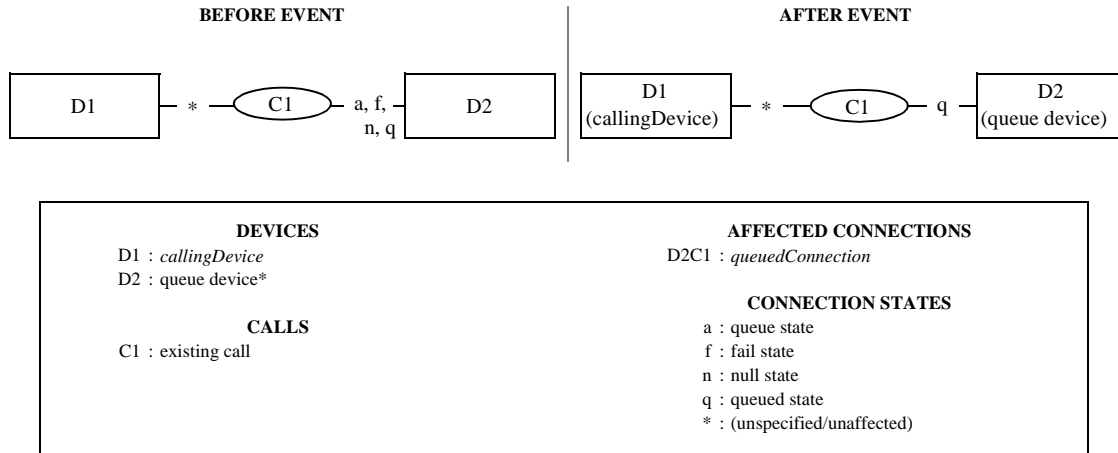 BEFORE EVENT
D1 * C1 a, f, n, q D2
AFTER EVENT
D1 (callingDevice) * C1 q D2 (queue device)
DEVICES
D1 : callingDevice
D2 : queue device*
CALLS
C1 : existing call
AFFECTED CONNECTIONS
D2C1 : queuedConnection
CONNECTION STATES
a : queue state
f : fail state
n : null state
q : queued state
* : (unspecified/unaffected)